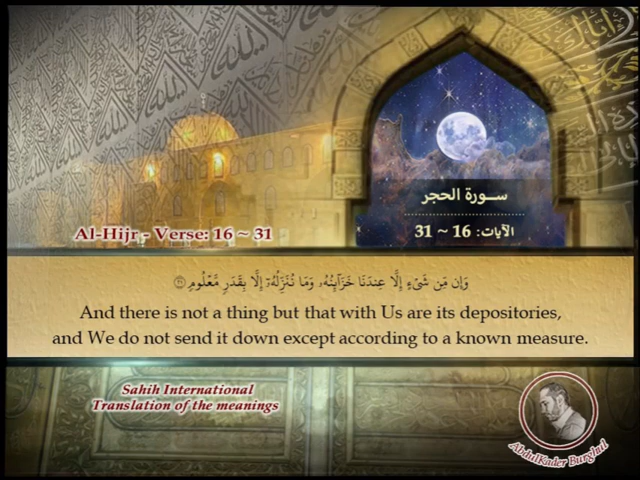 سورة الحجر
الآيات: 16 ~ 31
Al-Hijr - Verse: 16 ~ 31
وَإِن مِّن شَىْءٍ إِلَّا عِندَنَا خَزَآئِنُهُۥ وَمَا نُنَزِّلُهُۥٓ إِلَّا بِقَدَرٍ مَّعْلُومٍ ﴿٢١﴾
And there is not a thing but that with Us are its depositories,
and We do not send it down except according to a known measure.
Sahih International
Translation of the meanings
AbdulKader Burghul